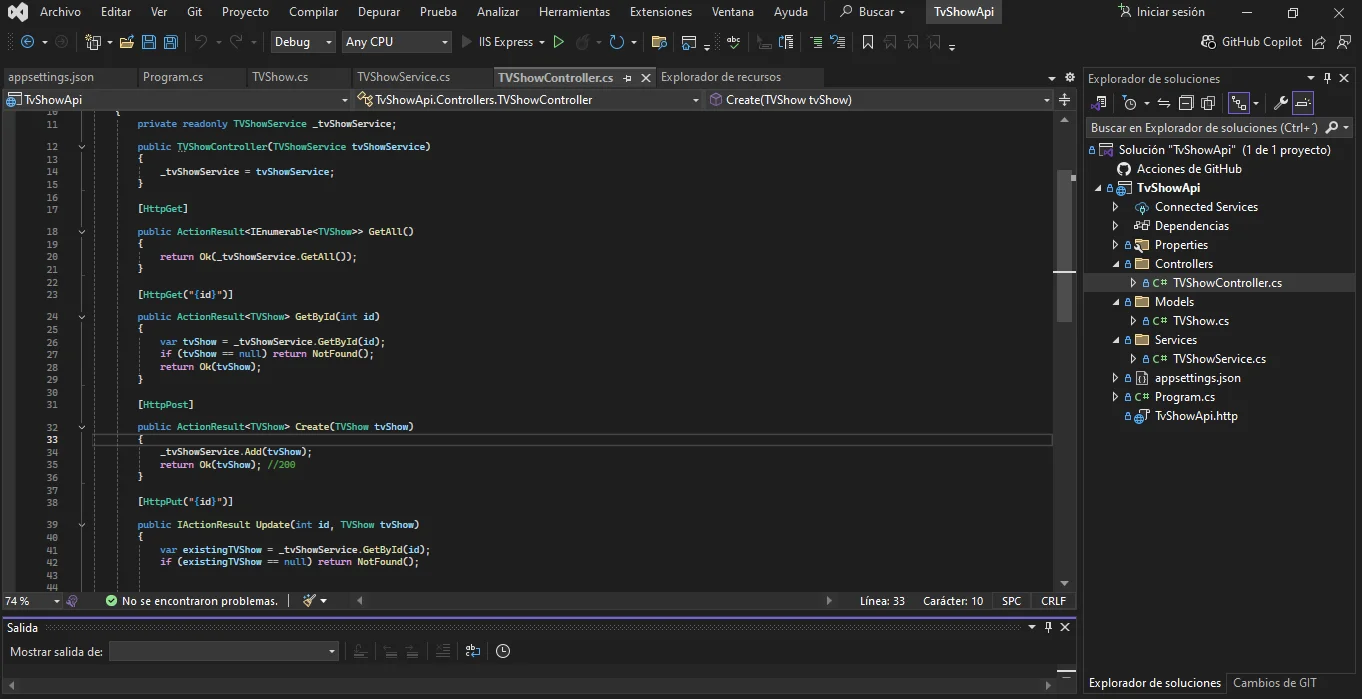 Archivo Editar Ver Git Proyecto Compilar Depurar Prueba Analizar Herramientas Extensiones Ventana Ayuda Buscar TvShowApi Iniciar sesión
Debug Any CPU IIS Express abc GitHub Copilot
appsettings.json Program.cs TVShow.cs TVShowService.cs TVShowController.cs Explorador de recursos
TvShowApi TvShowApi.Controllers.TVShowController Create(TVShow tvShow)
10 {
11 private readonly TVShowService _tvShowService;
12 public TVShowController(TVShowService tvShowService)
13 {
14 _tvShowService = tvShowService;
15 }
16
17 [HttpGet]
18 public ActionResult<IEnumerable<TVShow>> GetAll()
19 {
20 return Ok(_tvShowService.GetAll());
21 }
22
23 [HttpGet("{id}")]
24 public ActionResult<TVShow> GetById(int id)
25 {
26 var tvShow = _tvShowService.GetById(id);
27 if (tvShow == null) return NotFound();
28 return Ok(tvShow);
29 }
30
31 [HttpPost]
32 public ActionResult<TVShow> Create(TVShow tvShow)
33 {
34 _tvShowService.Add(tvShow);
35 return Ok(tvShow); //200
36 }
37
38 [HttpPut("{id}")]
39 public IActionResult Update(int id, TVShow tvShow)
40 {
41 var existingTVShow = _tvShowService.GetById(id);
42 if (existingTVShow == null) return NotFound();
43
44
74 % No se encontraron problemas. Línea: 33 Carácter: 10 SPC CRLF
Salida
Mostrar salida de:
Explorador de soluciones
Buscar en Explorador de soluciones (Ctrl+´)
Solución "TvShowApi" (1 de 1 proyecto)
Acciones de GitHub
TvShowApi
Connected Services
Dependencias
Properties
Controllers
C# TVShowController.cs
Models
C# TVShow.cs
Services
C# TVShowService.cs
appsettings.json
C# Program.cs
TvShowApi.http
Explorador de soluciones Cambios de GIT